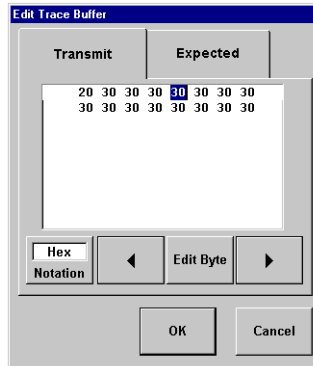 Edit Trace Buffer
Transmit Expected
20 30 30 30 30 30 30 30
30 30 30 30 30 30 30 30
Hex
Notation
Edit Byte
OK Cancel